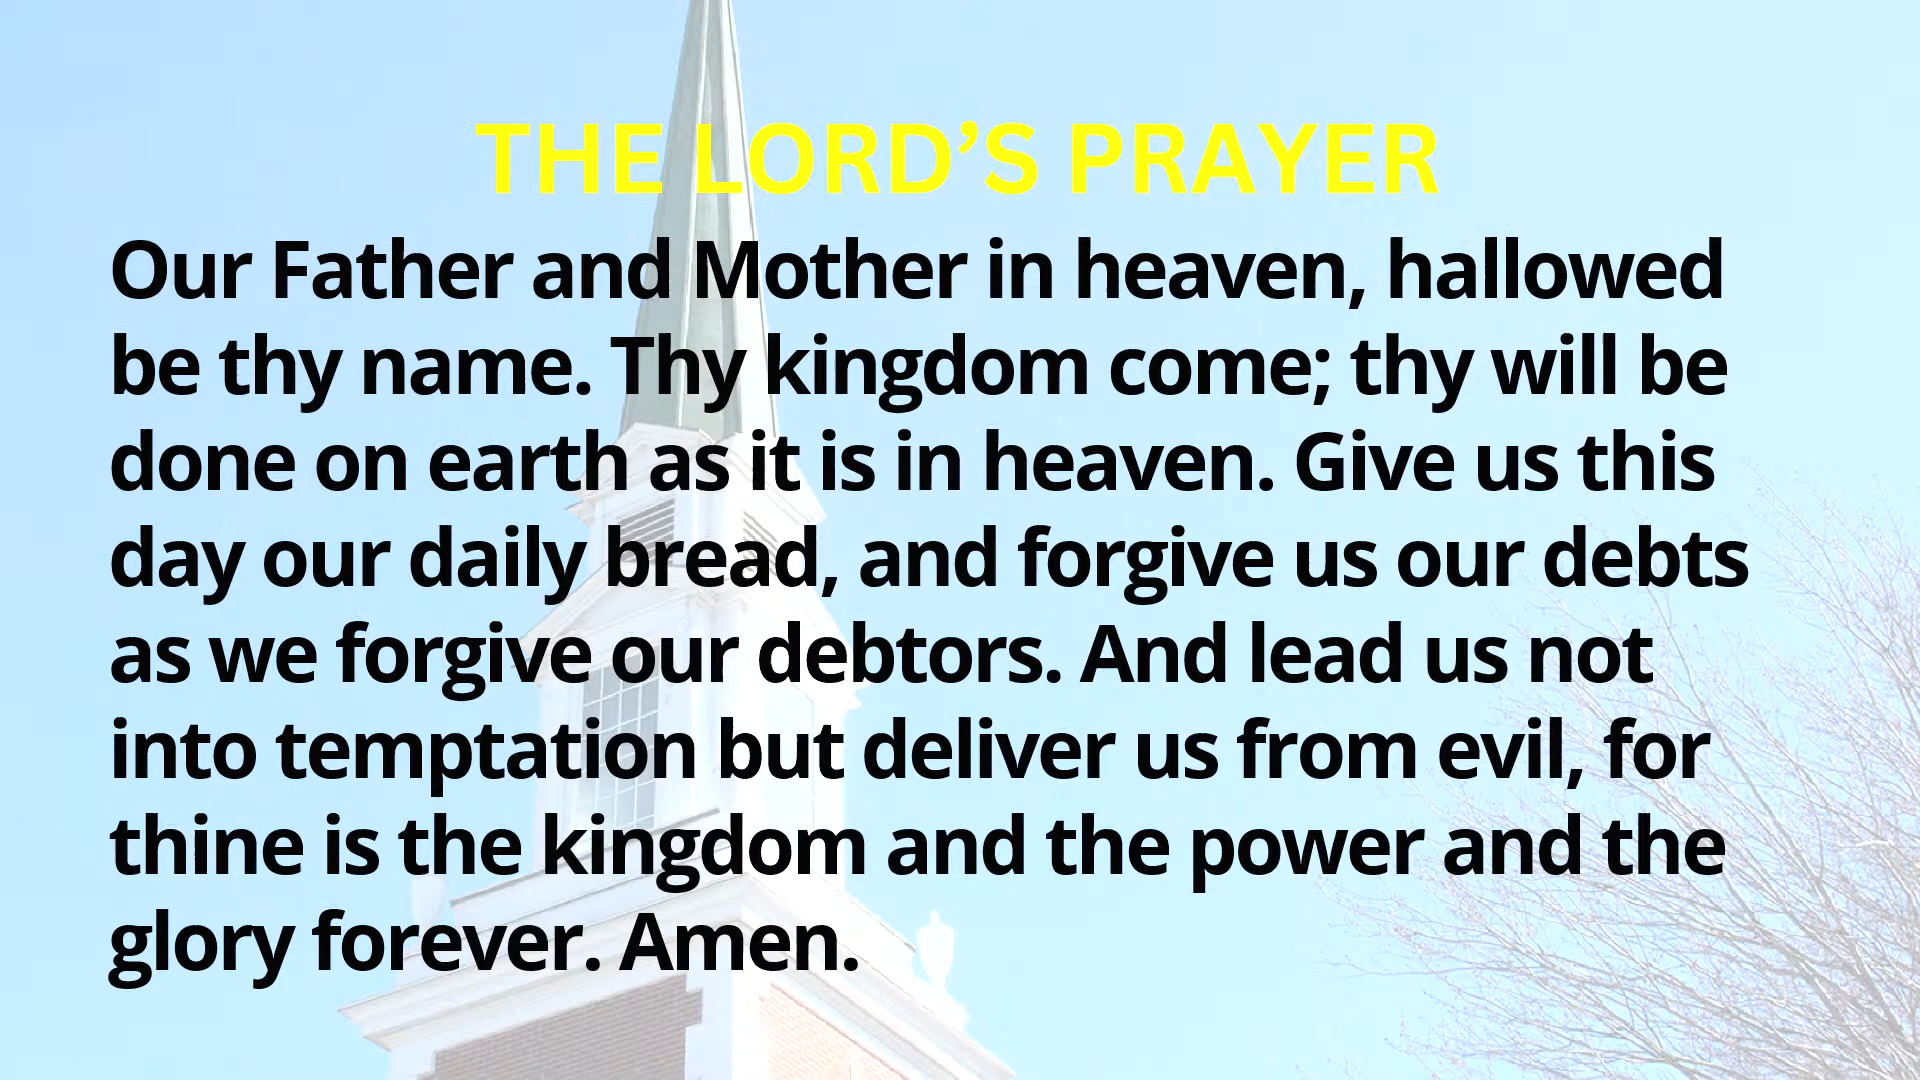 THE LORD’S PRAYER
Our Father and Mother in heaven, hallowed
be thy name. Thy kingdom come; thy will be
done on earth as it is in heaven. Give us this
day our daily bread, and forgive us our debts
as we forgive our debtors. And lead us not
into temptation but deliver us from evil, for
thine is the kingdom and the power and the
glory forever. Amen.